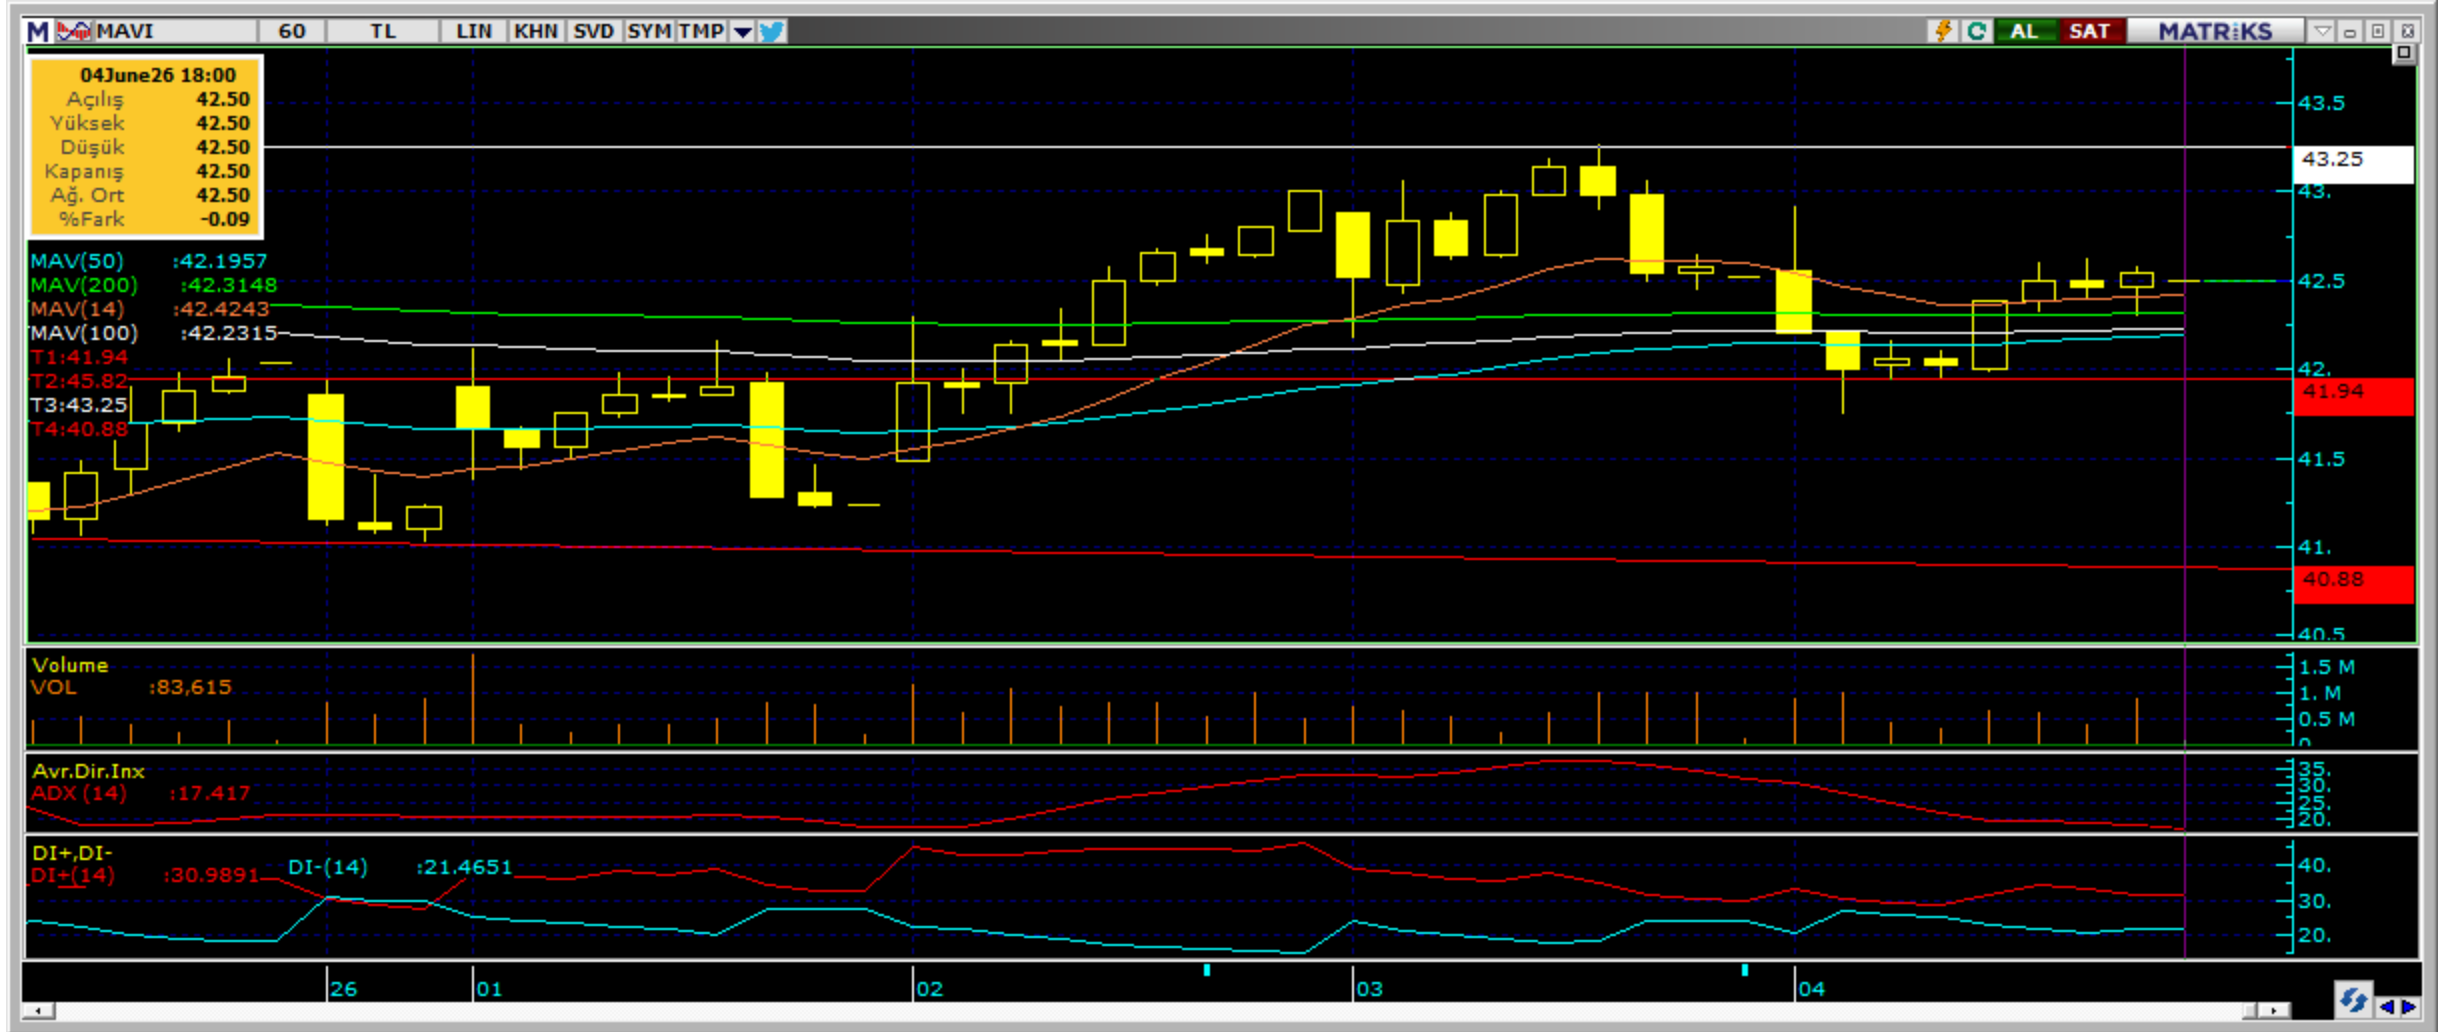 M MAVI 60 TL LIN KHN SVD SYM TMP AL SAT MATRiKS
04June26 18:00
Açılış 42.50
Yüksek 42.50
Düşük 42.50
Kapanış 42.50
Ağ. Ort 42.50
%Fark -0.09
MAV(50) :42.1957
MAV(200) :42.3148
MAV(14) :42.4243
MAV(100) :42.2315
T1:41.94
T2:45.82
T3:43.25
T4:40.88
43.5
43.25
43.
42.5
42.
41.94
41.5
41.
40.88
40.5
Volume
VOL :83,615
1.5 M
1. M
0.5 M
0
Avr.Dir.Inx
ADX (14) :17.417
35.
30.
25.
20.
DI+,DI-
DI+(14) :30.9891 DI-(14) :21.4651
40.
30.
20.
26 01 02 03 04